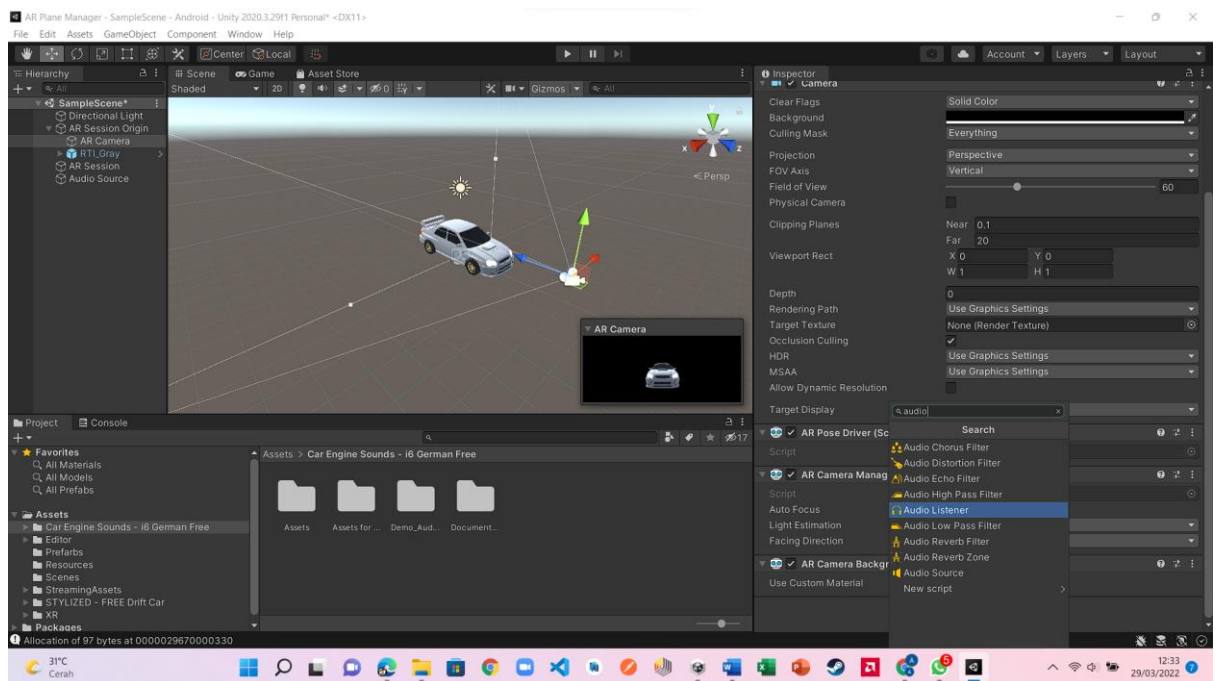 AR Plane Manager - SampleScene - Android - Unity 2020.3.29f1 Personal* <DX11>
File Edit Assets GameObject Component Window Help
Center Local
Account Layers Layout
Hierarchy
All
SampleScene*
Directional Light
AR Session Origin
AR Camera
RTI_Gray
AR Session
Audio Source
Scene Game Asset Store
Shaded 2D 0 Gizmos All
y
x z
Persp
AR Camera
Inspector
Camera
Clear Flags Solid Color
Background
Culling Mask Everything
Projection Perspective
FOV Axis Vertical
Field of View 60
Physical Camera
Clipping Planes Near 0.1
Far 20
Viewport Rect X 0 Y 0
W 1 H 1
Depth 0
Rendering Path Use Graphics Settings
Target Texture None (Render Texture)
Occlusion Culling
HDR Use Graphics Settings
MSAA Use Graphics Settings
Allow Dynamic Resolution
Target Display
AR Pose Driver (Sc
Script
AR Camera Manag
Script
Auto Focus
Light Estimation
Facing Direction
AR Camera Backgr
Use Custom Material
audio
Search
Audio Chorus Filter
Audio Distortion Filter
Audio Echo Filter
Audio High Pass Filter
Audio Listener
Audio Low Pass Filter
Audio Reverb Filter
Audio Reverb Zone
Audio Source
New script
Project Console
17
Favorites
All Materials
All Models
All Prefabs
Assets
Car Engine Sounds - i6 German Free
Editor
Prefarbs
Resources
Scenes
StreamingAssets
STYLIZED - FREE Drift Car
XR
Packages
Assets > Car Engine Sounds - i6 German Free
Assets Assets for ... Demo_Aud... Document...
Allocation of 97 bytes at 0000029670000330
31°C
Cerah
12:33
29/03/2022
7